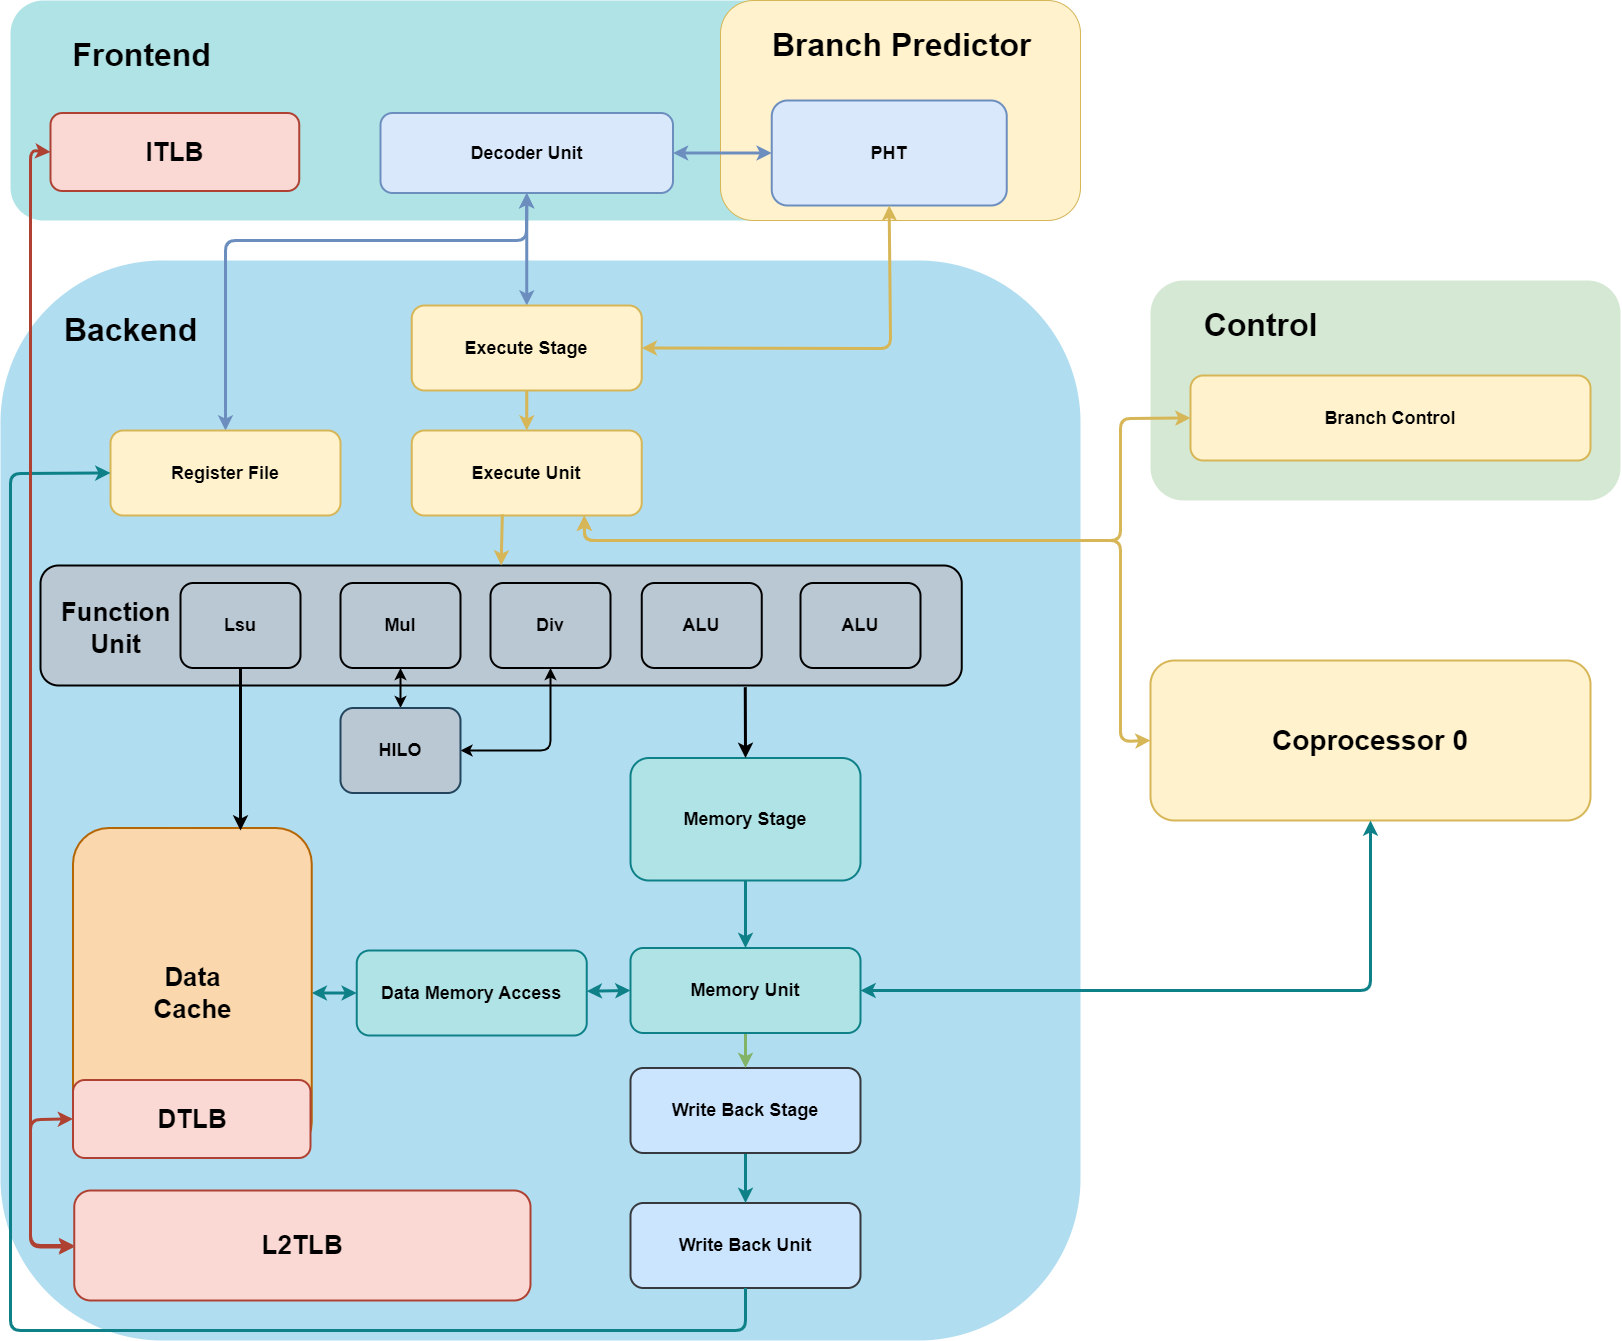 Frontend
Branch Predictor
ITLB
Decoder Unit
PHT
Backend
Execute Stage
Control
Branch Control
Register File
Execute Unit
Function
Unit
Lsu
Mul
Div
ALU
ALU
HILO
Coprocessor 0
Memory Stage
Data
Cache
Data Memory Access
Memory Unit
DTLB
Write Back Stage
L2TLB
Write Back Unit